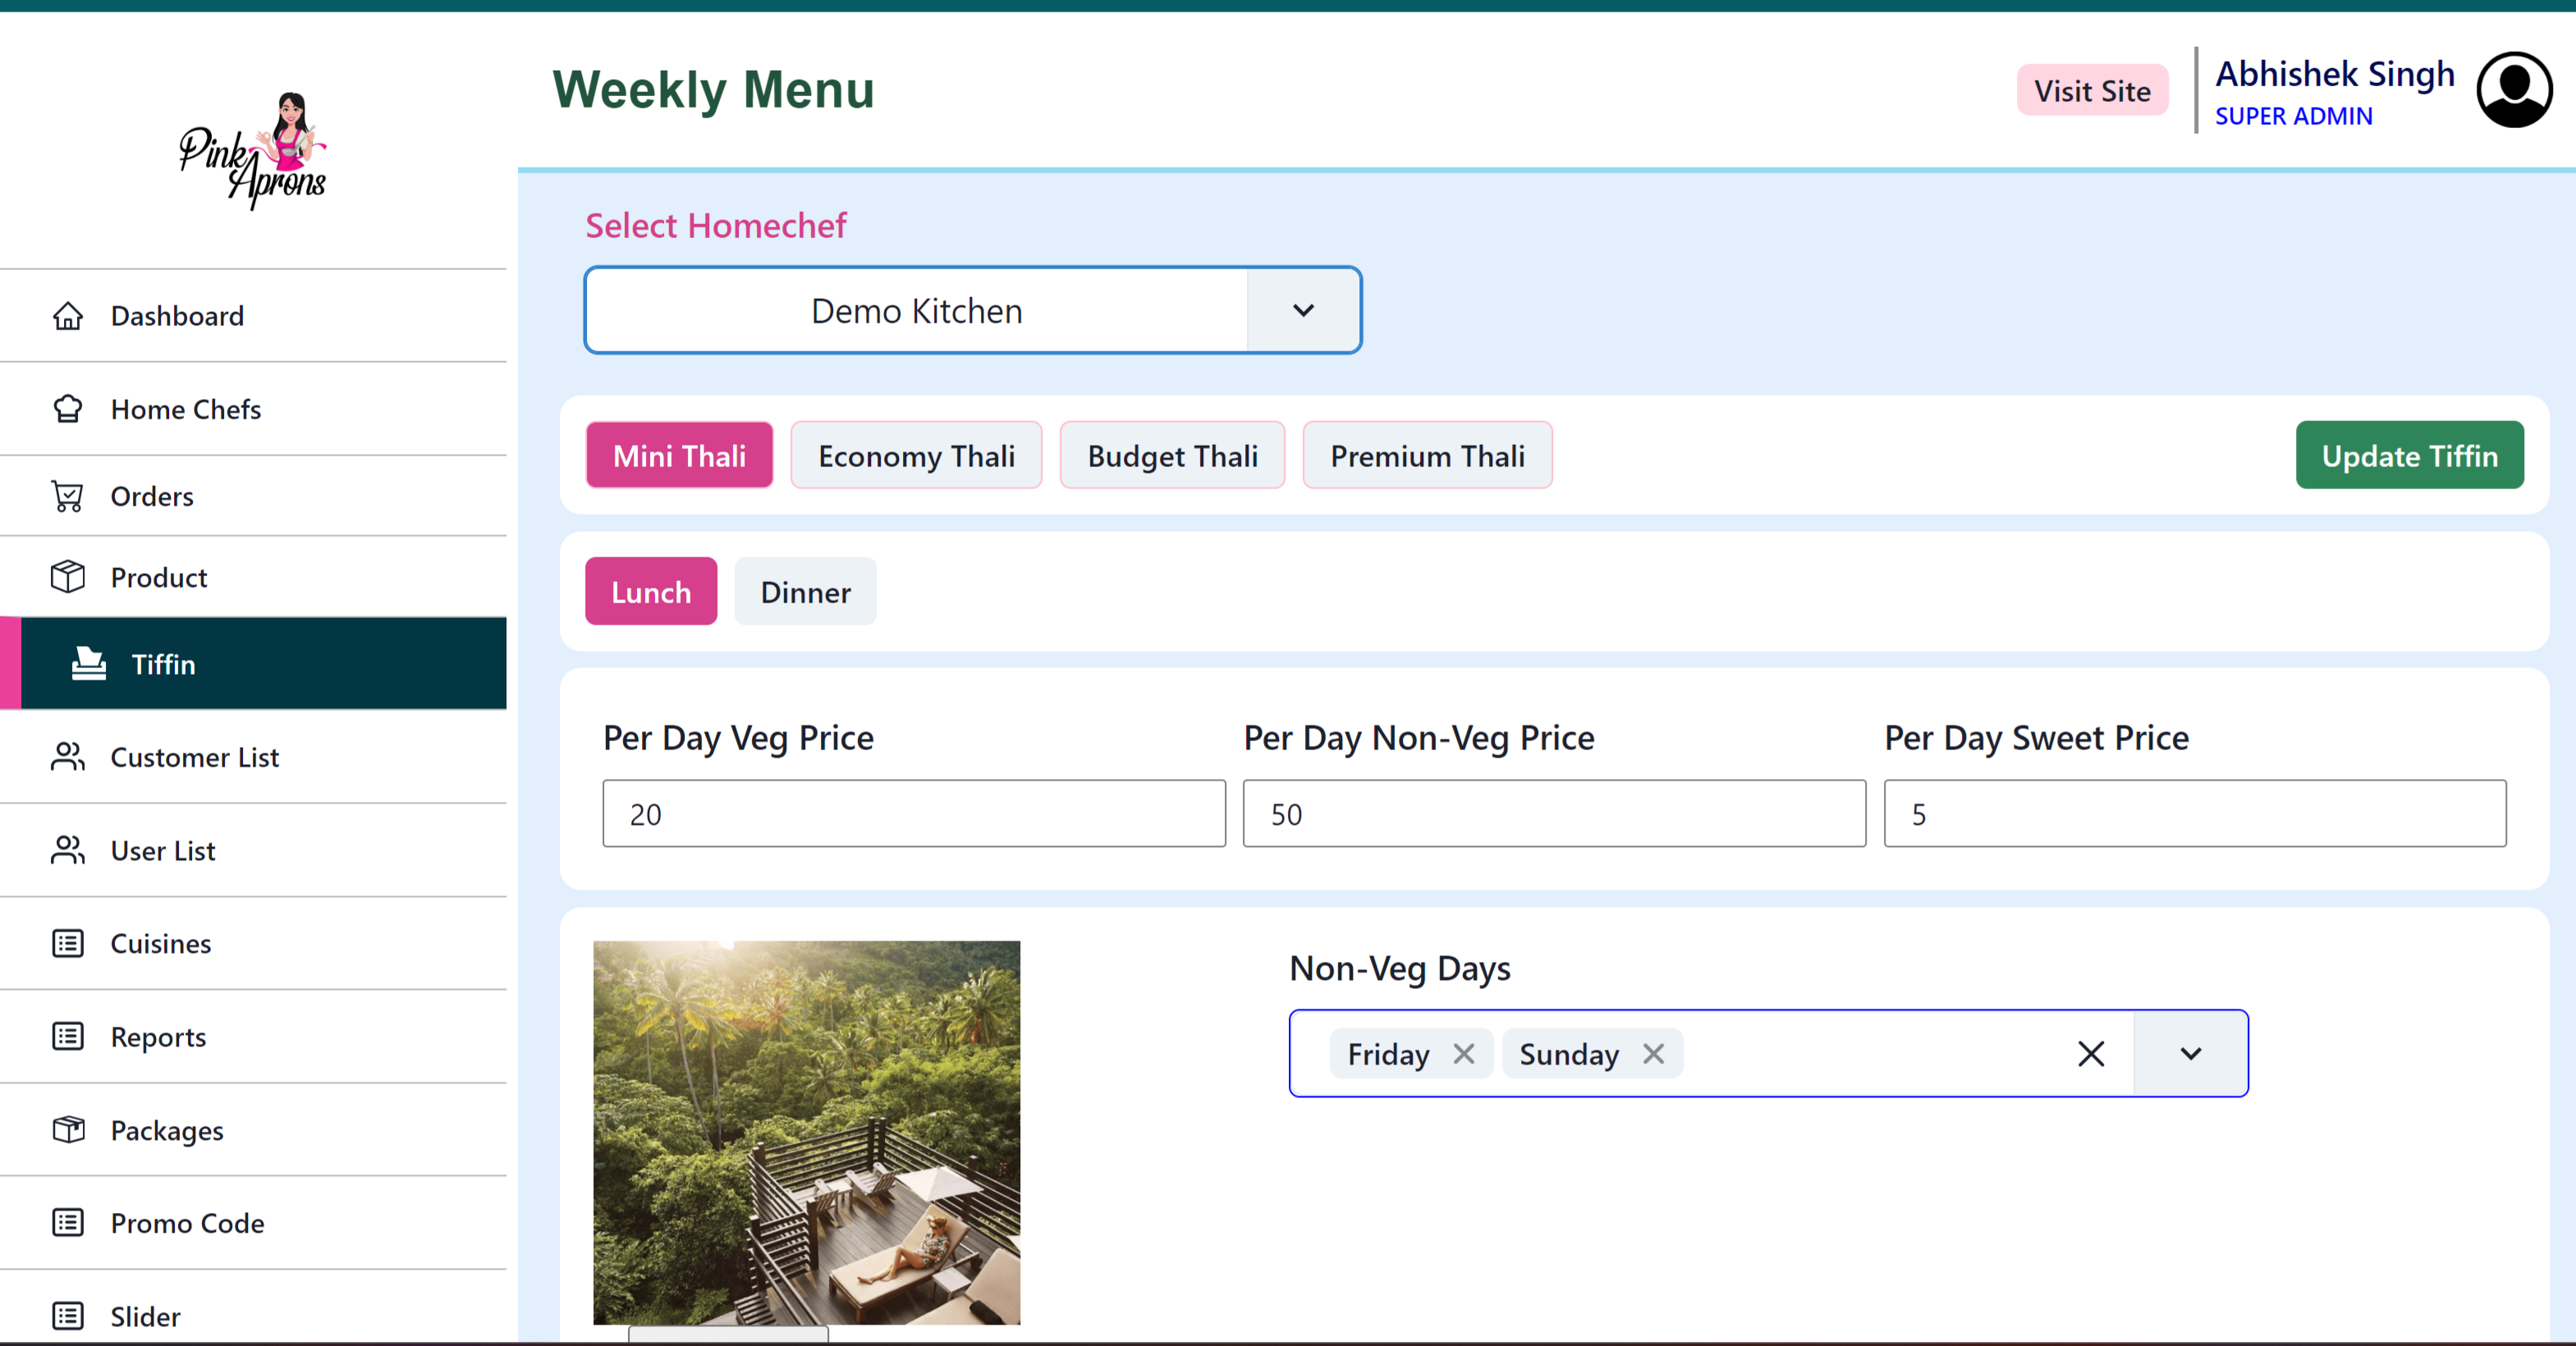 Pink
Aprons
Dashboard
Home Chefs
Orders
Product
Tiffin
Customer List
User List
Cuisines
Reports
Packages
Promo Code
Slider
Weekly Menu
Visit Site
Abhishek Singh
SUPER ADMIN
Select Homechef
Demo Kitchen
Mini Thali Economy Thali Budget Thali Premium Thali Update Tiffin
Lunch Dinner
Per Day Veg Price Per Day Non-Veg Price Per Day Sweet Price
20 50 5
Non-Veg Days
Friday Sunday